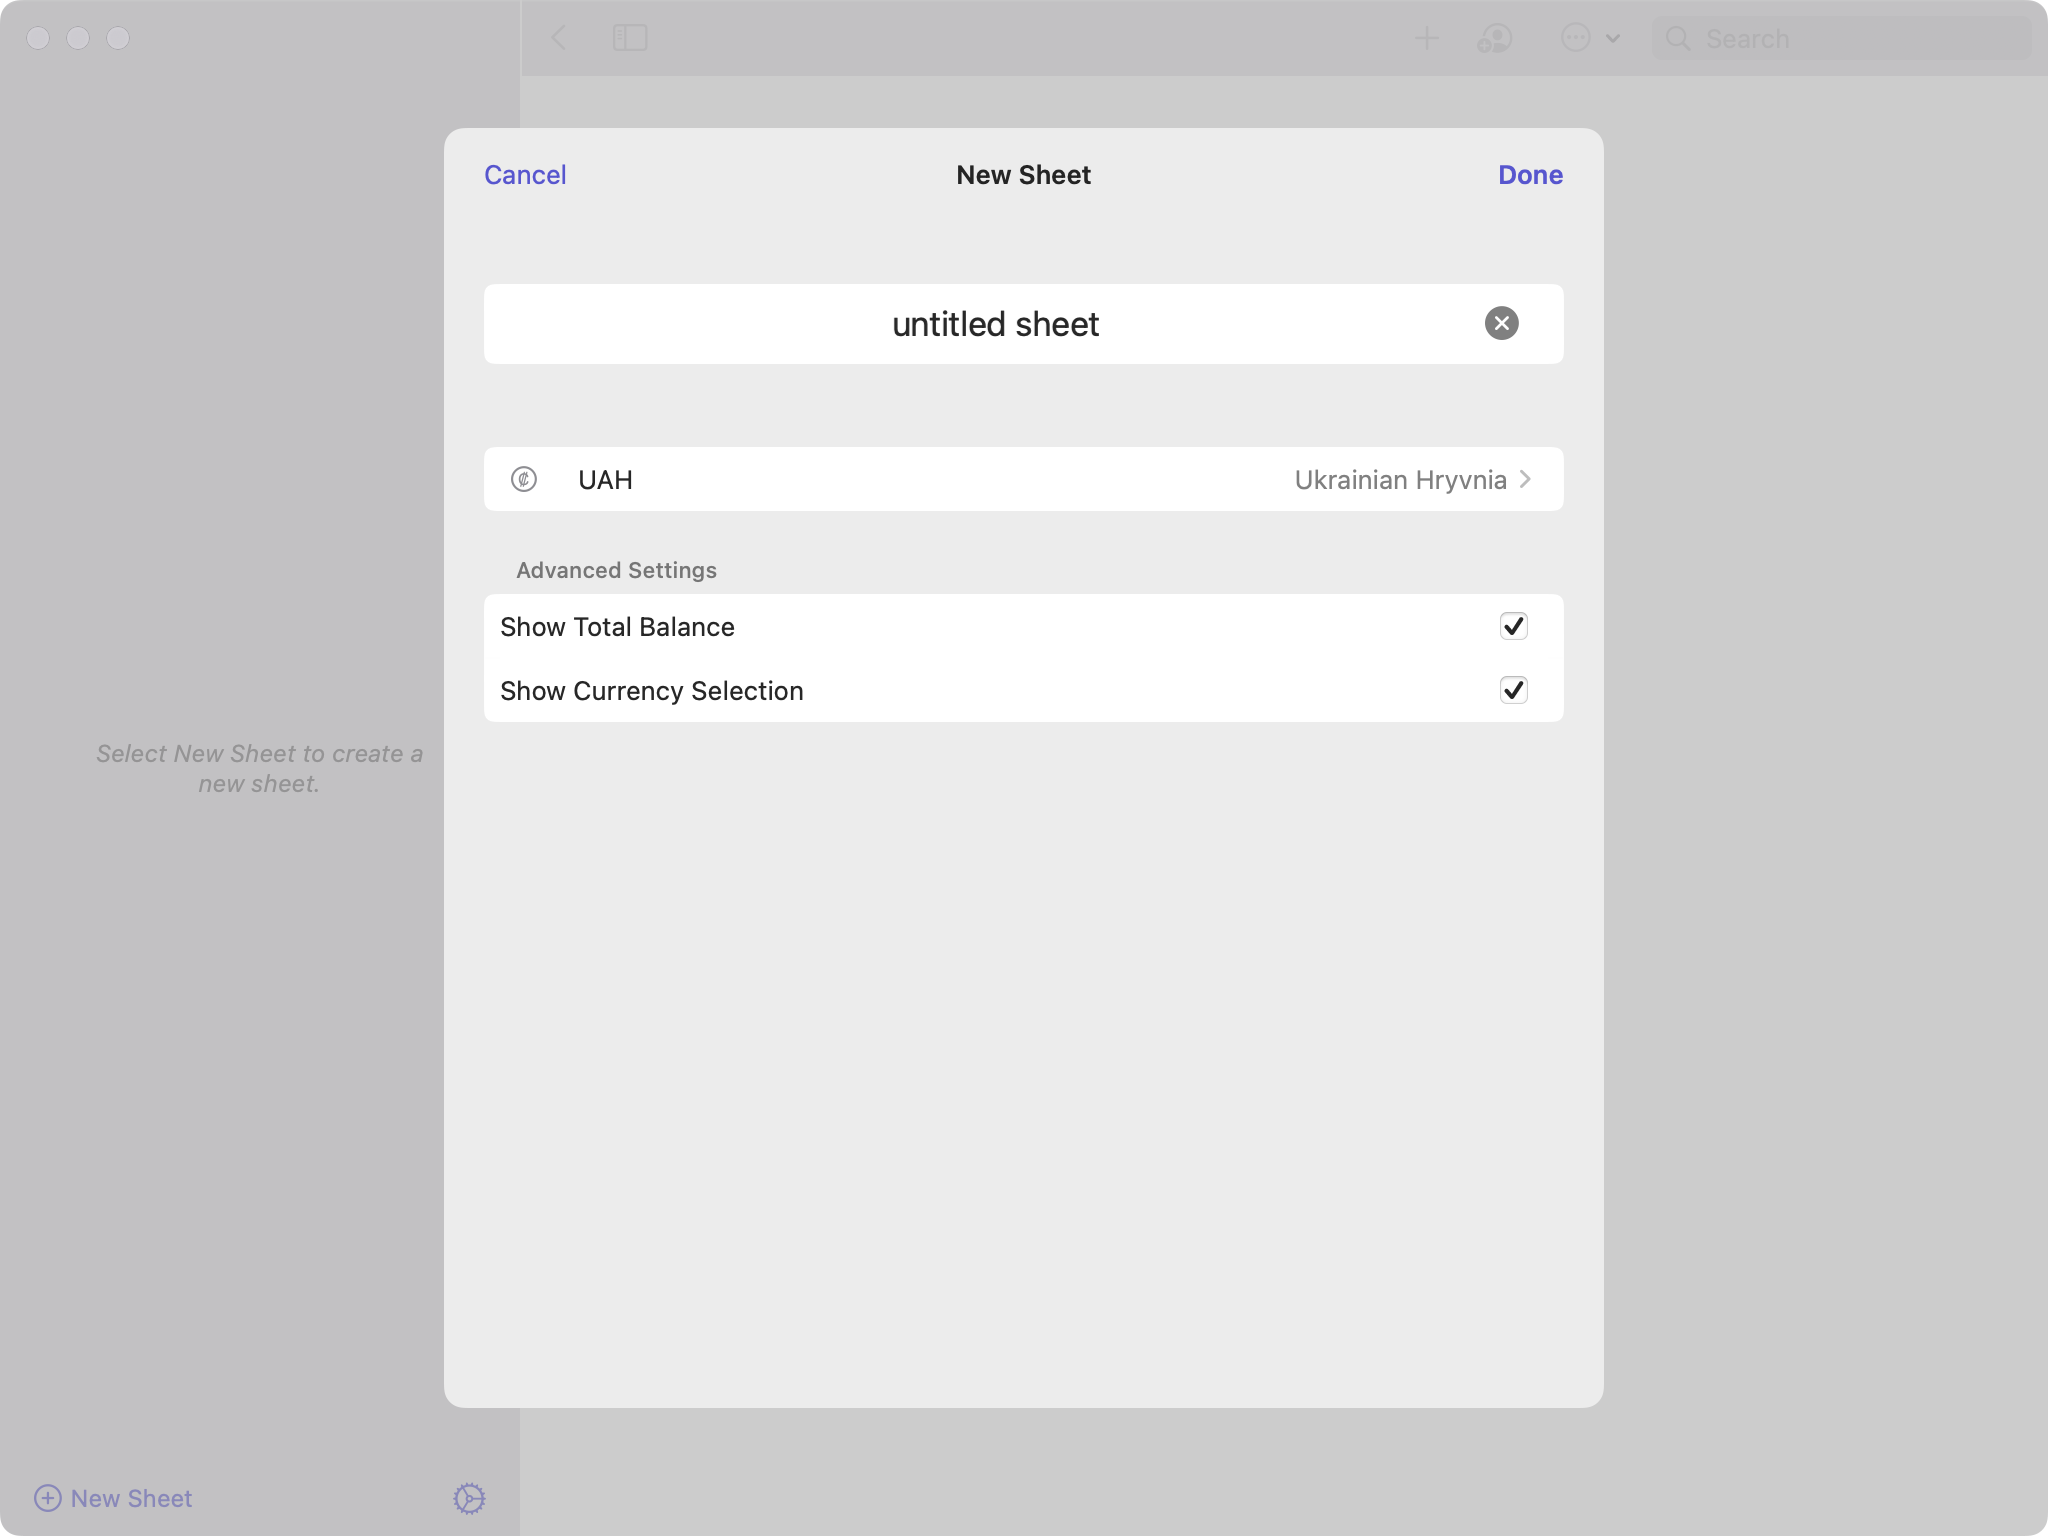 Search
Cancel
New Sheet
Done
untitled sheet
UAH
Ukrainian Hryvnia
Advanced Settings
Show Total Balance
Show Currency Selection
Select New Sheet to create a
new sheet.
New Sheet